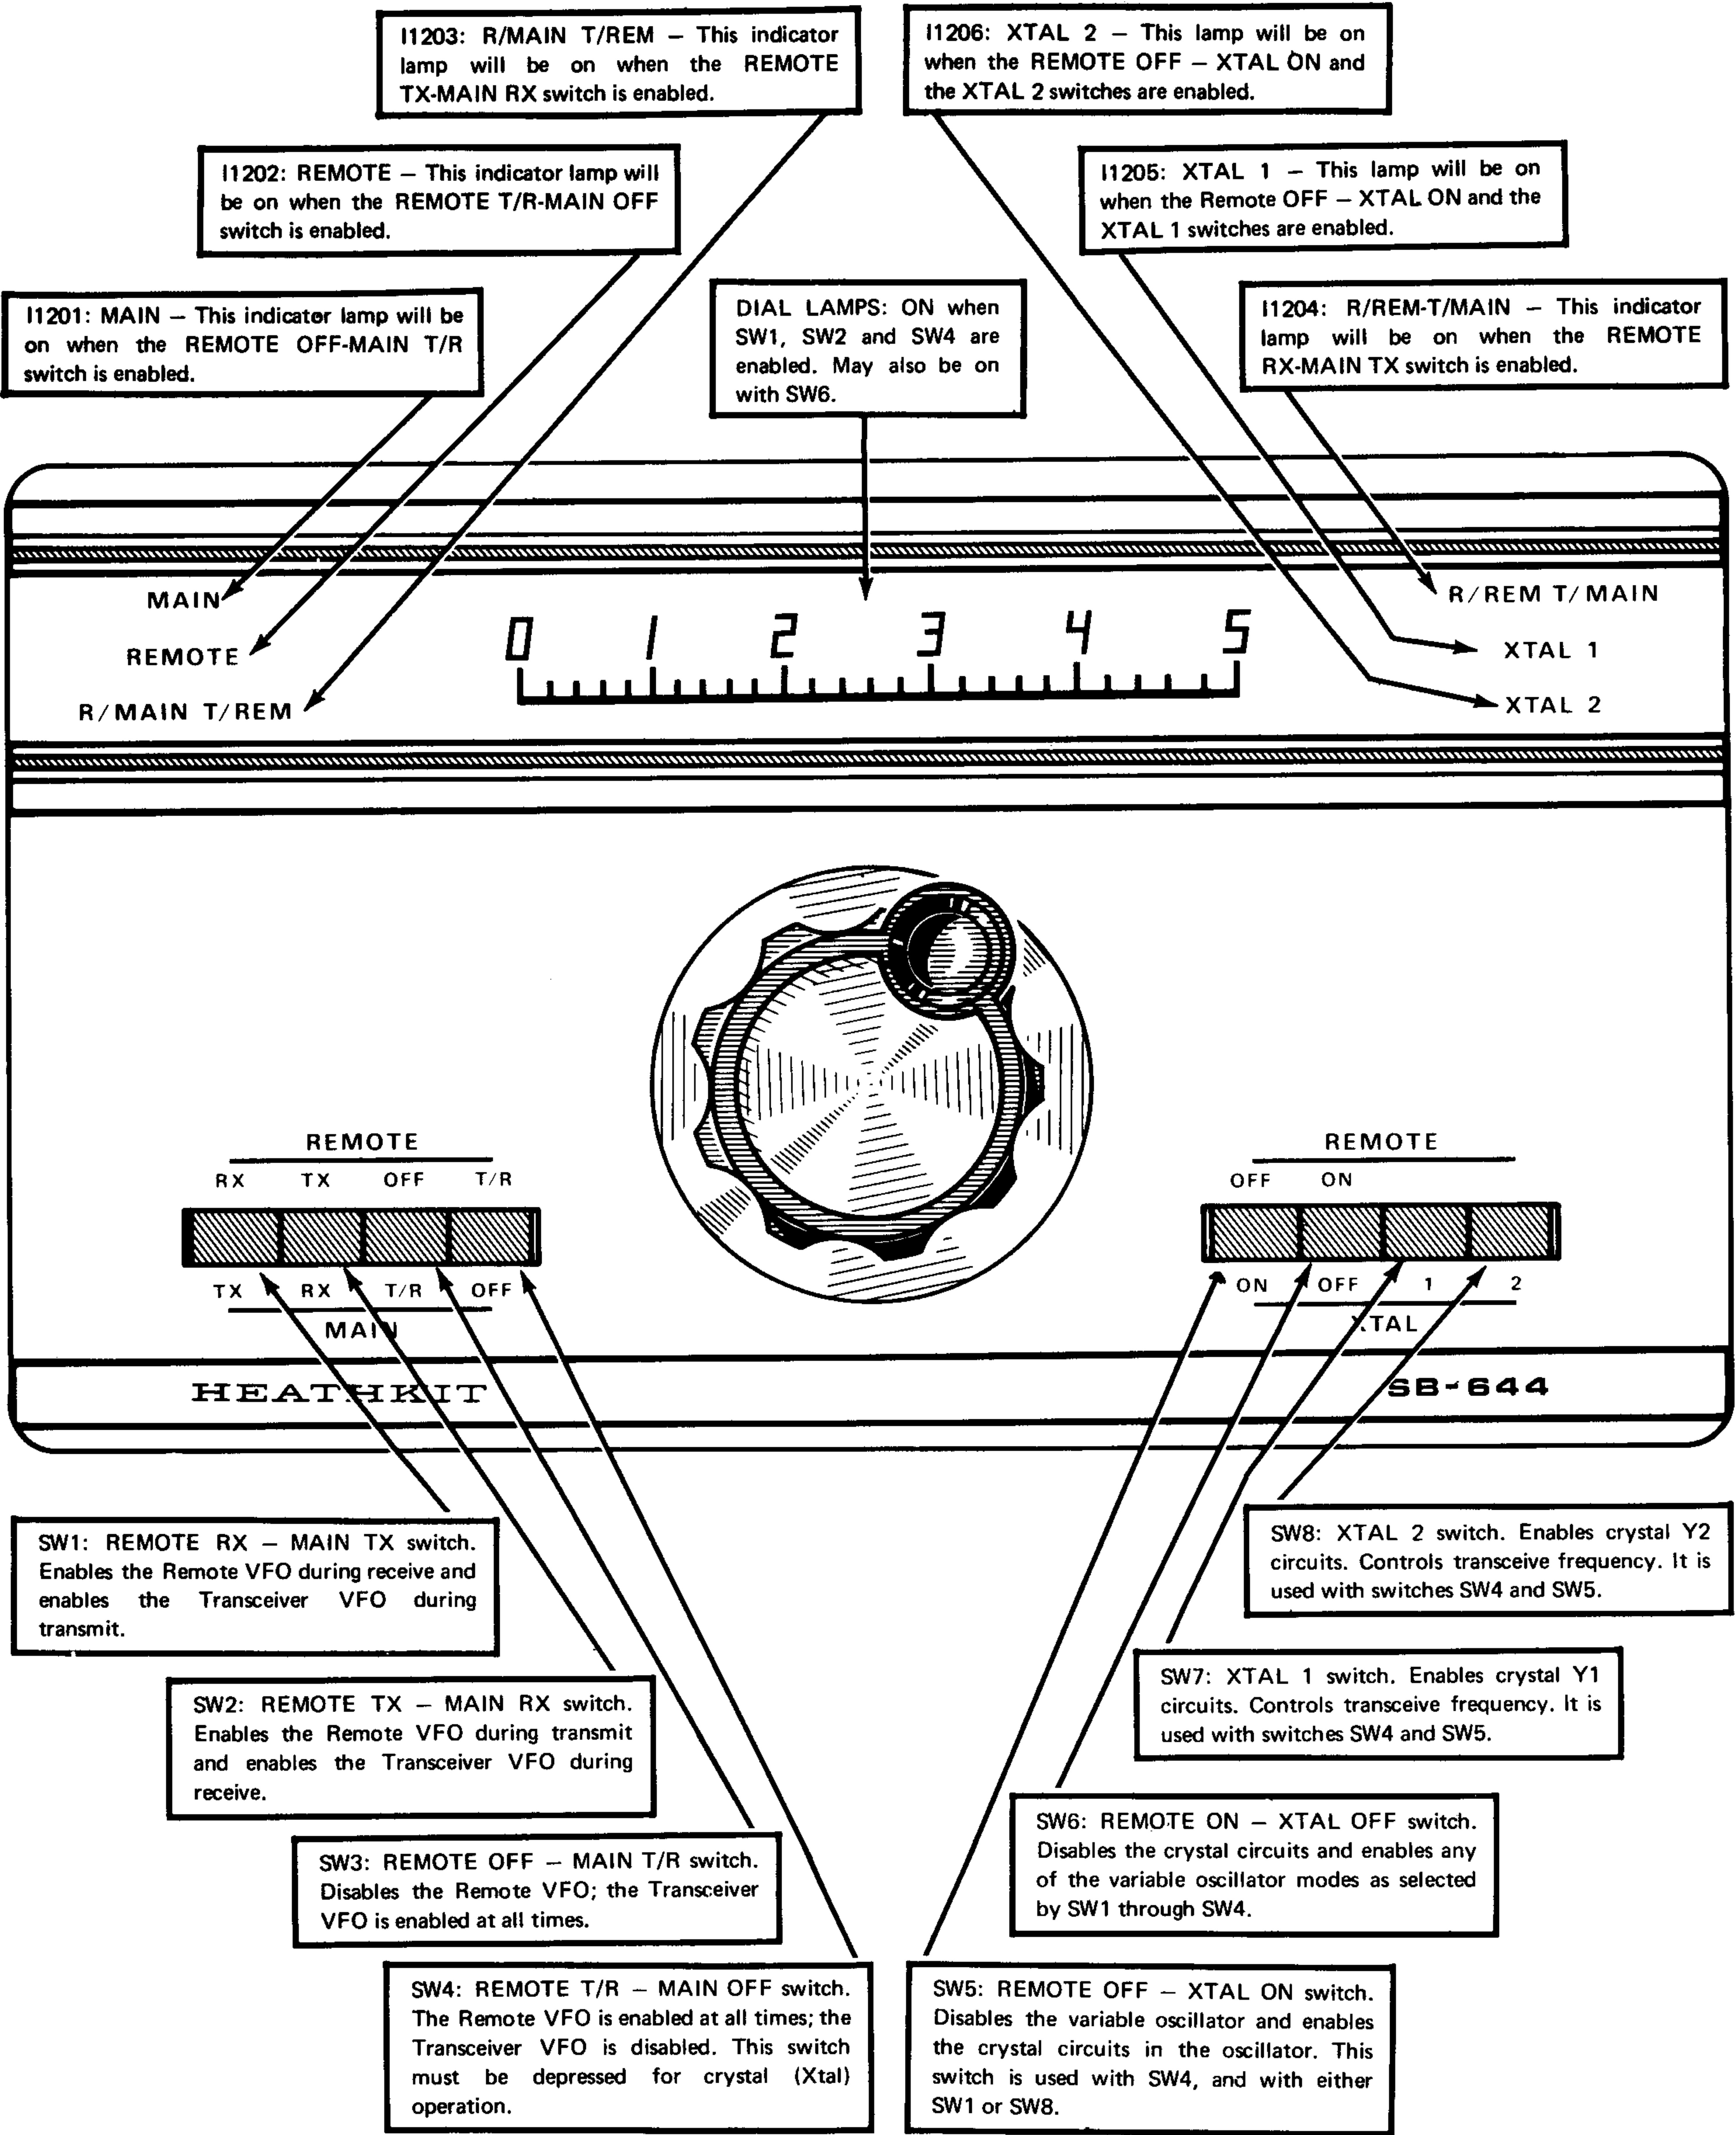 I1203: R/MAIN T/REM – This indicator
lamp will be on when the REMOTE
TX-MAIN RX switch is enabled.
I1206: XTAL 2 – This lamp will be on
when the REMOTE OFF – XTAL ON and
the XTAL 2 switches are enabled.
I1202: REMOTE – This indicator lamp will
be on when the REMOTE T/R-MAIN OFF
switch is enabled.
I1205: XTAL 1 – This lamp will be on
when the Remote OFF – XTAL ON and the
XTAL 1 switches are enabled.
I1201: MAIN – This indicator lamp will be
on when the REMOTE OFF-MAIN T/R
switch is enabled.
DIAL LAMPS: ON when
SW1, SW2 and SW4 are
enabled. May also be on
with SW6.
I1204: R/REM-T/MAIN – This indicator
lamp will be on when the REMOTE
RX-MAIN TX switch is enabled.
MAIN
REMOTE
R/MAIN T/REM
0 1 2 3 4 5
R/REM T/MAIN
XTAL 1
XTAL 2
REMOTE
RX TX OFF T/R
TX RX T/R OFF
MAIN
REMOTE
OFF ON
ON OFF 1 2
XTAL
HEATHKIT
SB-644
SW1: REMOTE RX – MAIN TX switch.
Enables the Remote VFO during receive and
enables the Transceiver VFO during
transmit.
SW2: REMOTE TX – MAIN RX switch.
Enables the Remote VFO during transmit
and enables the Transceiver VFO during
receive.
SW3: REMOTE OFF – MAIN T/R switch.
Disables the Remote VFO; the Transceiver
VFO is enabled at all times.
SW4: REMOTE T/R – MAIN OFF switch.
The Remote VFO is enabled at all times; the
Transceiver VFO is disabled. This switch
must be depressed for crystal (Xtal)
operation.
SW8: XTAL 2 switch. Enables crystal Y2
circuits. Controls transceive frequency. It is
used with switches SW4 and SW5.
SW7: XTAL 1 switch. Enables crystal Y1
circuits. Controls transceive frequency. It is
used with switches SW4 and SW5.
SW6: REMOTE ON – XTAL OFF switch.
Disables the crystal circuits and enables any
of the variable oscillator modes as selected
by SW1 through SW4.
SW5: REMOTE OFF – XTAL ON switch.
Disables the variable oscillator and enables
the crystal circuits in the oscillator. This
switch is used with SW4, and with either
SW1 or SW8.